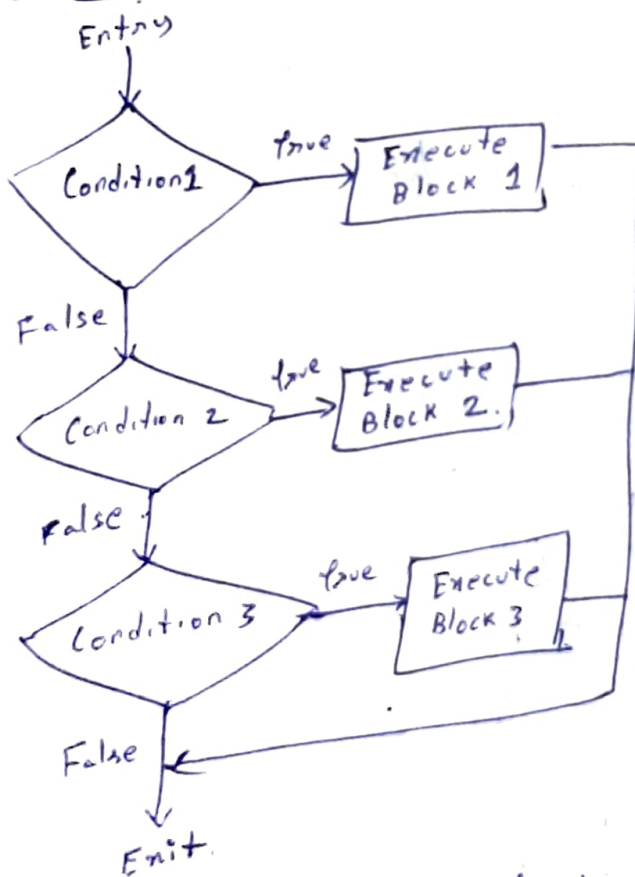 Entry
Condition1
True
Execute
Block 1
False
Condition 2
True
Execute
Block 2.
False
Condition 3
True
Execute
Block 3
False
Exit.